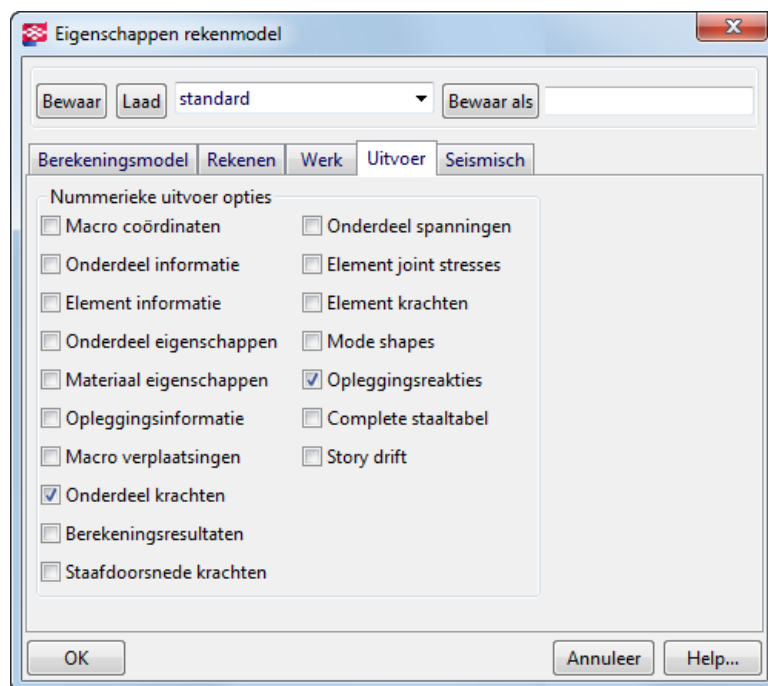 Eigenschappen rekenmodel
Bewaar Laad standard Bewaar als
Berekeningsmodel Rekenen Werk Uitvoer Seismisch
Nummerieke uitvoer opties
Macro coördinaten Onderdeel spanningen
Onderdeel informatie Element joint stresses
Element informatie Element krachten
Onderdeel eigenschappen Mode shapes
Materiaal eigenschappen Opleggingsreakties
Opleggingsinformatie Complete staaltabel
Macro verplaatsingen Story drift
Onderdeel krachten
Berekeningsresultaten
Staafdoorsnede krachten
OK Annuleer Help...